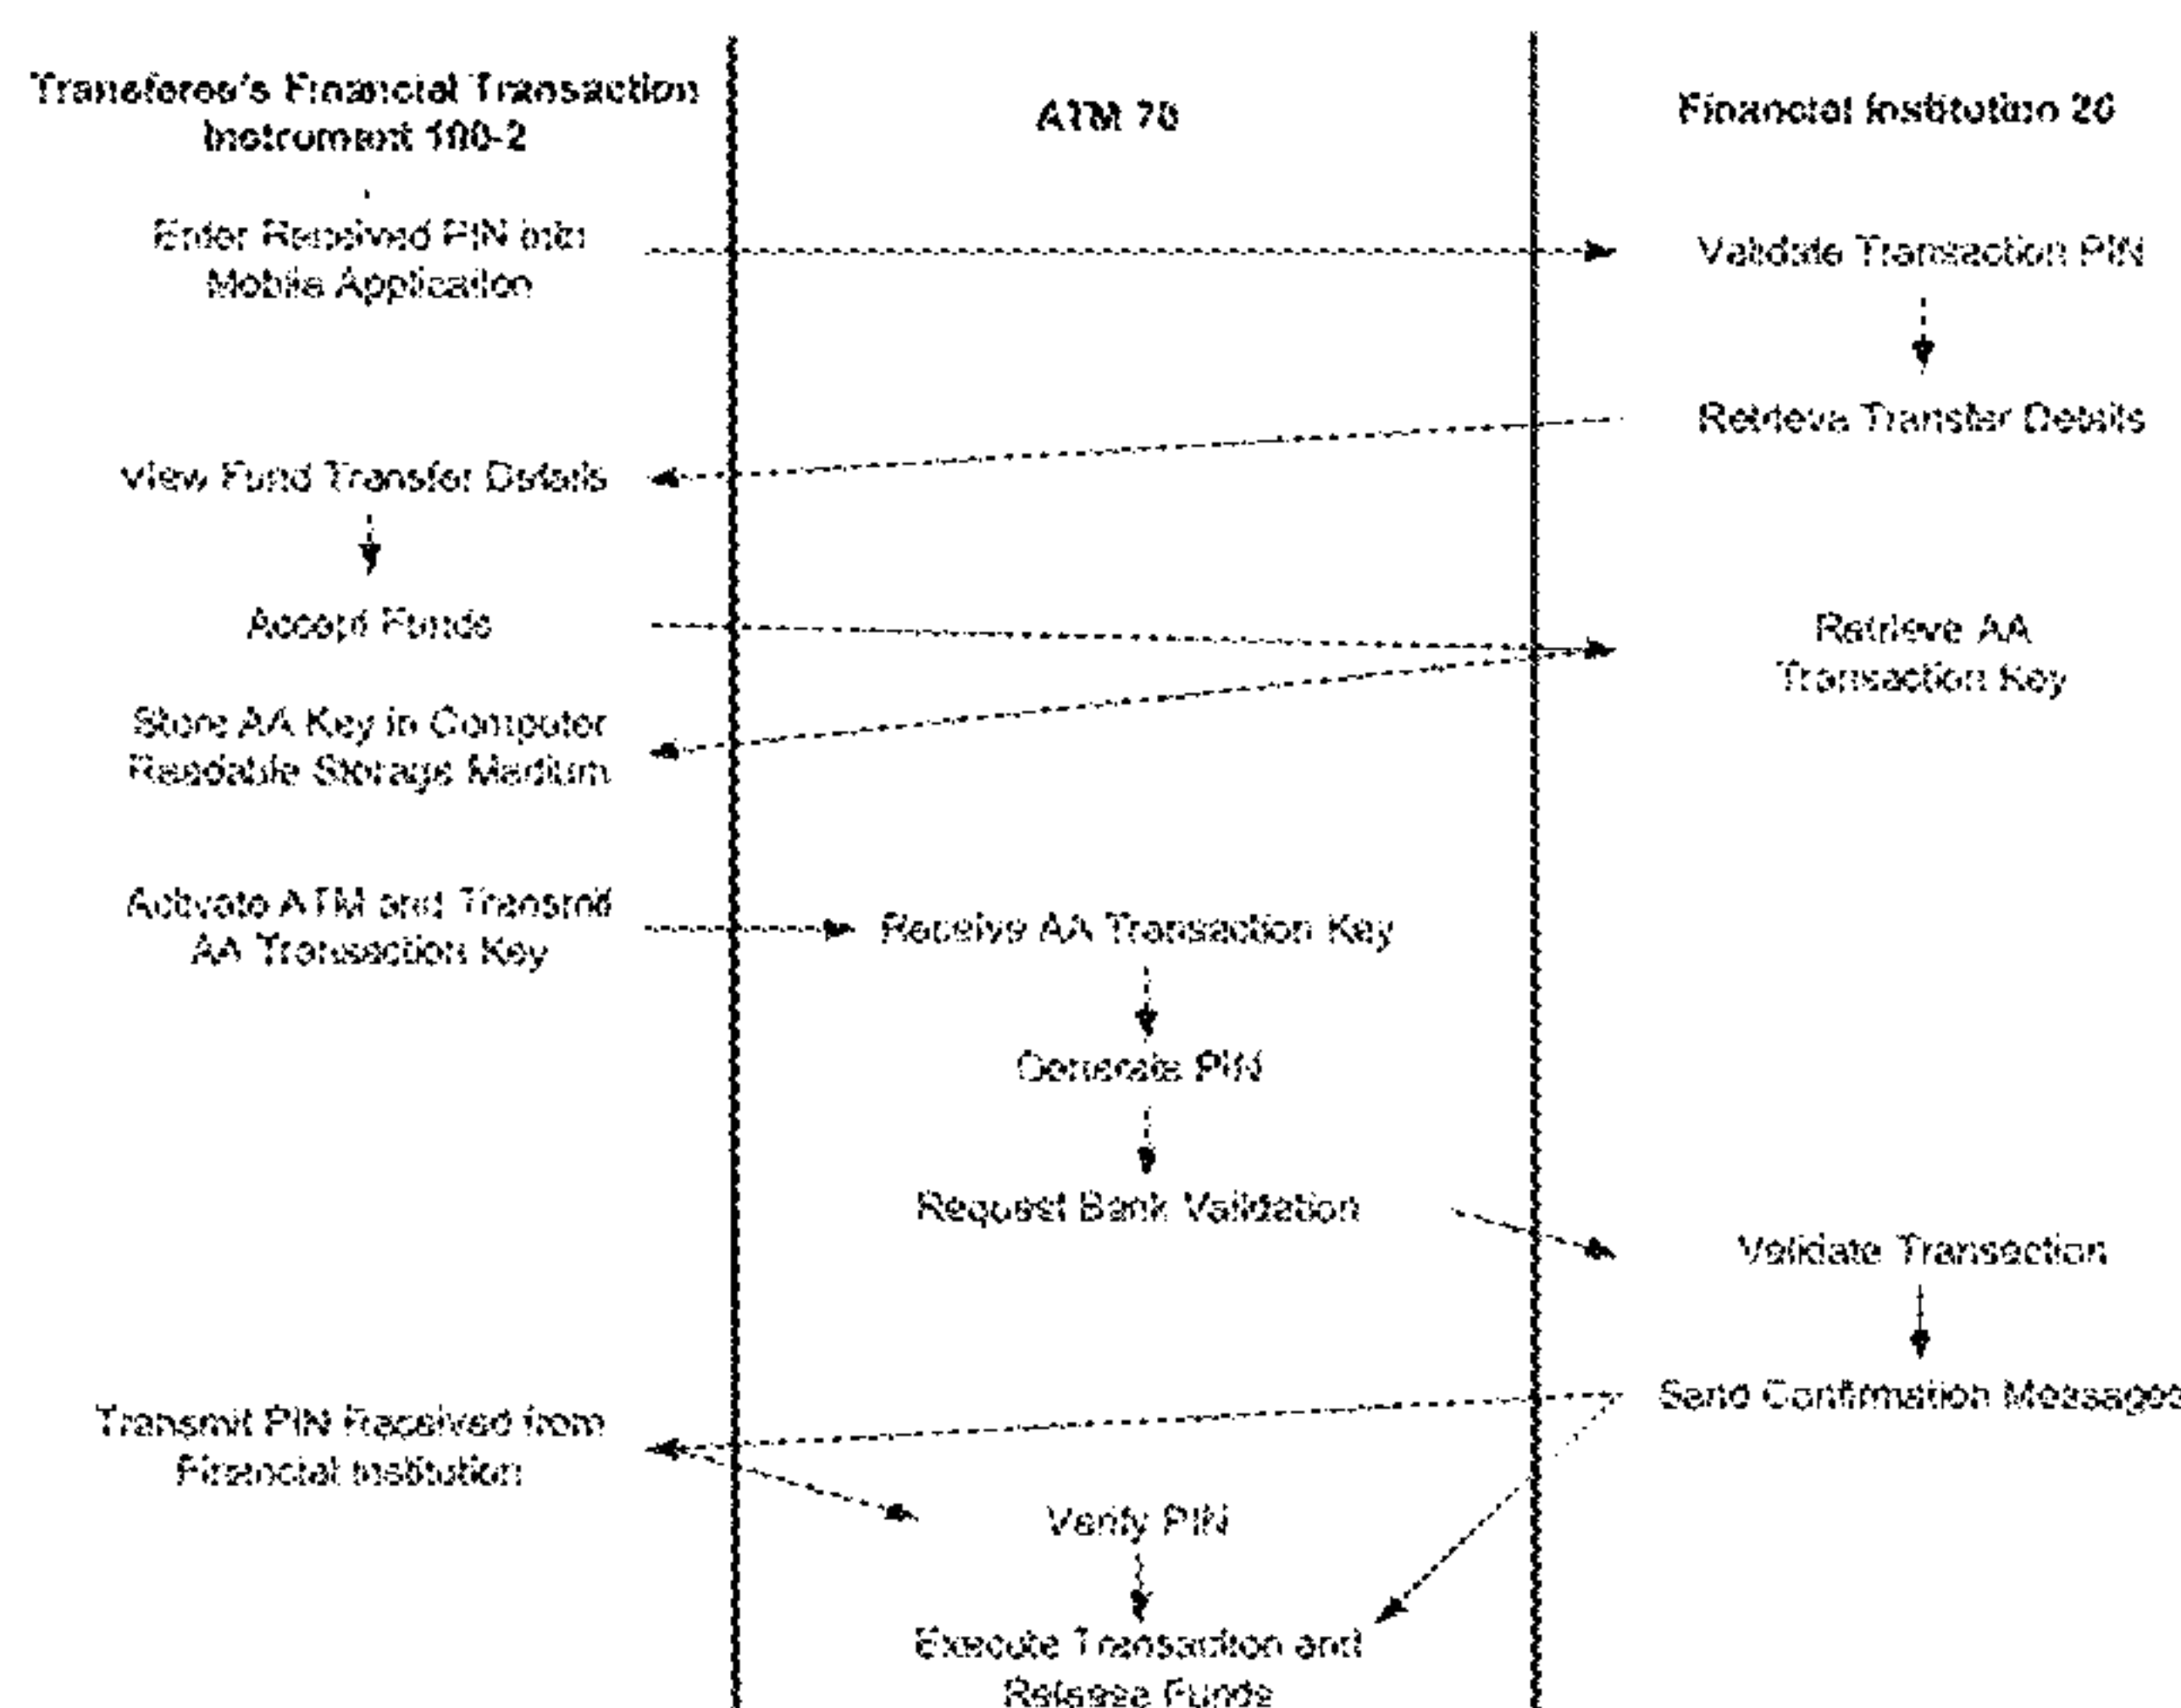 Transferee's Financial Transaction
Instrument 100-2
ATM 70
Financial Institution 20
Enter Received PIN into
Mobile Application
Validate Transaction PIN
Retrieve Transfer Details
View Fund Transfer Details
Accept Funds
Retrieve AA
Transaction Key
Store AA Key in Computer
Readable Storage Medium
Activate ATM and Transmit
AA Transaction Key
Receive AA Transaction Key
Generate PIN
Request Bank Validation
Validate Transaction
Send Confirmation Messages
Transmit PIN Received from
Financial Institution
Verify PIN
Execute Transaction and
Release Funds